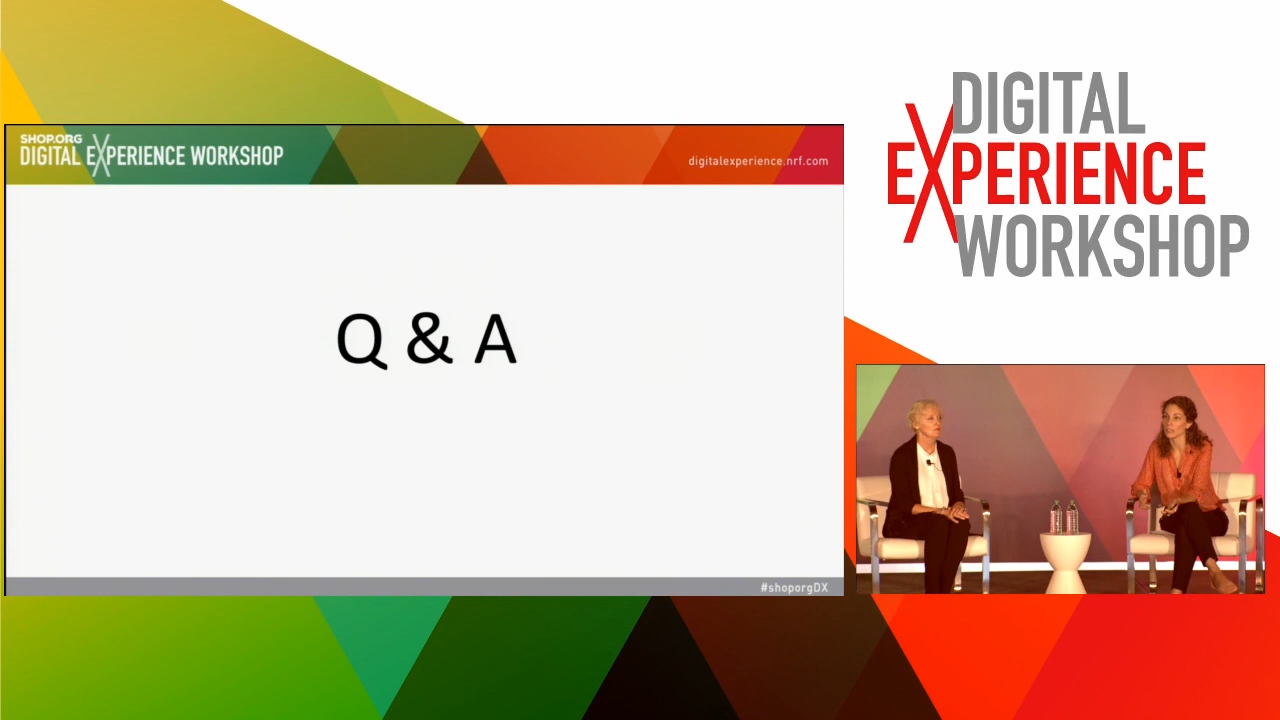 SHOP.ORG
DIGITAL EXPERIENCE WORKSHOP
digitalexperience.nrf.com
Q & A
#shoporgDX
DIGITAL
EXPERIENCE
WORKSHOP